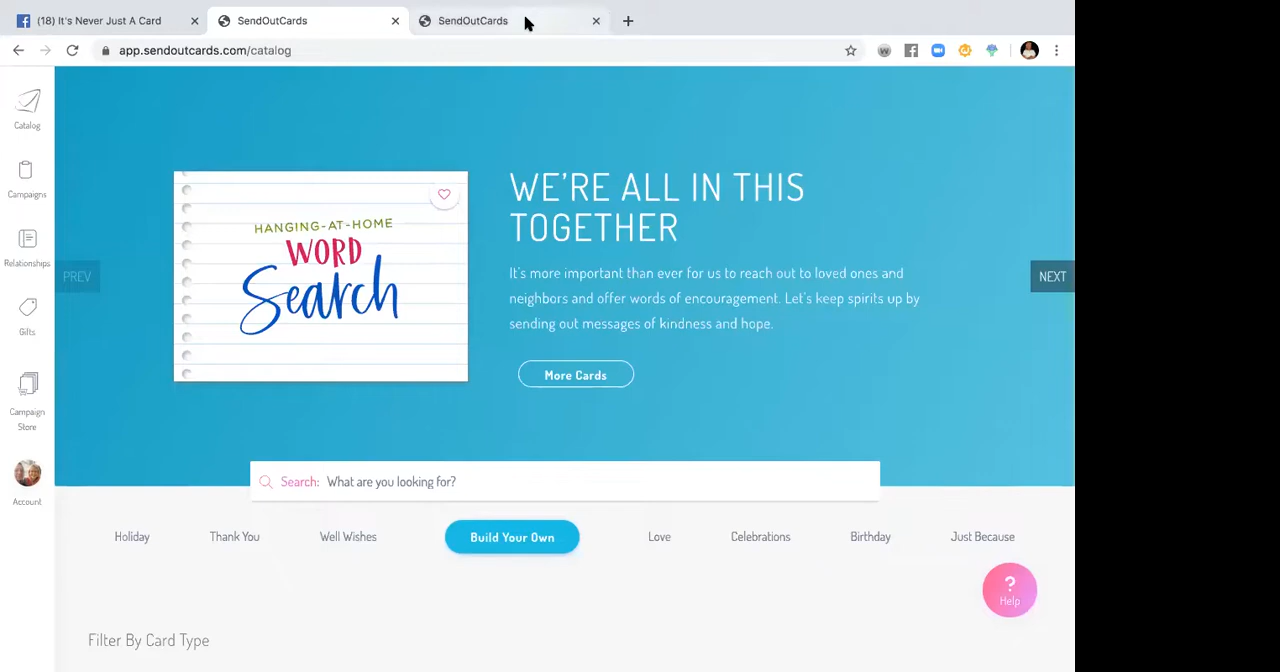 (18) It's Never Just A Card
SendOutCards
SendOutCards
app.sendoutcards.com/catalog
Catalog
Campaigns
Relationships
Gifts
Campaign
Store
Account
PREV
HANGING-AT-HOME
WORD
Search
WE'RE ALL IN THIS
TOGETHER
It's more important than ever for us to reach out to loved ones and
neighbors and offer words of encouragement. Let's keep spirits up by
sending out messages of kindness and hope.
More Cards
NEXT
Search: What are you looking for?
Holiday
Thank You
Well Wishes
Build Your Own
Love
Celebrations
Birthday
Just Because
?
Help
Filter By Card Type